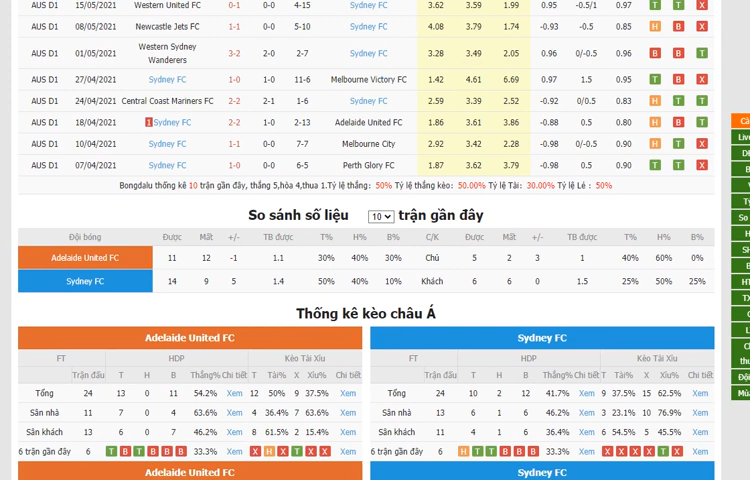 AUS D1 15/05/2021 Western United FC 0-1 0-0 4-15 Sydney FC 3.62 3.59 1.99 0.95 -0.5/1 0.97 T T X
AUS D1 08/05/2021 Newcastle Jets FC 1-1 0-0 5-10 Sydney FC 4.08 3.79 1.74 -0.93 -0.5 0.85 H B X
AUS D1 01/05/2021 Western Sydney Wanderers 3-2 2-0 2-7 Sydney FC 3.28 3.49 2.05 0.96 0/-0.5 0.96 B B T
AUS D1 27/04/2021 Sydney FC 1-0 1-0 11-6 Melbourne Victory FC 1.42 4.61 6.69 0.97 1.5 0.95 T B X
AUS D1 24/04/2021 Central Coast Mariners FC 2-2 2-1 1-6 Sydney FC 2.59 3.39 2.52 -0.92 0/0.5 0.83 H T T
AUS D1 18/04/2021 1 Sydney FC 2-2 1-0 2-13 Adelaide United FC 1.86 3.61 3.86 -0.88 0.5 0.80 H B T
AUS D1 10/04/2021 Sydney FC 1-1 0-0 7-7 Melbourne City 2.92 3.42 2.28 -0.98 0/-0.5 0.90 H T X
AUS D1 07/04/2021 Sydney FC 1-0 0-0 6-5 Perth Glory FC 1.87 3.62 3.79 -0.98 0.5 0.90 T T X
Bongdalu thống kê 10 trận gần đây, thắng 5,hòa 4,thua 1.Tỷ lệ thắng: 50% Tỷ lệ thắng kèo: 50.00% Tỷ lệ Tài: 30.00% Tỷ lệ Lẻ : 50%
So sánh số liệu 10 trận gần đây
Đội bóng Được Mất +/- TB được T% H% B% C/K Được Mất +/- TB được T% H% B%
Adelaide United FC 11 12 -1 1.1 30% 40% 30% Chủ 5 2 3 1 40% 60% 0%
Sydney FC 14 9 5 1.4 50% 40% 10% Khách 6 6 0 1.5 25% 50% 25%
Thống kê kèo châu Á
Adelaide United FC Sydney FC
FT HDP Kèo Tài Xỉu FT HDP Kèo Tài Xỉu
Trận đấu T H B Thắng% Chi tiết T Tài% X Xỉu% Chi tiết Trận đấu T H B Thắng% Chi tiết T Tài% X Xỉu% Chi tiết
Tổng 24 13 0 11 54.2% Xem 12 50% 9 37.5% Xem Tổng 24 10 2 12 41.7% Xem 9 37.5% 15 62.5% Xem
Sân nhà 11 7 0 4 63.6% Xem 4 36.4% 7 63.6% Xem Sân nhà 13 6 1 6 46.2% Xem 3 23.1% 10 76.9% Xem
Sân khách 13 6 0 7 46.2% Xem 8 61.5% 2 15.4% Xem Sân khách 11 4 1 6 36.4% Xem 6 54.5% 5 45.5% Xem
6 trận gần đây 6 T B T B B B 33.3% Xem X H X T X X Xem 6 trận gần đây 6 H T T B B B 33.3% Xem X X X X T X Xem
Adelaide United FC Sydney FC